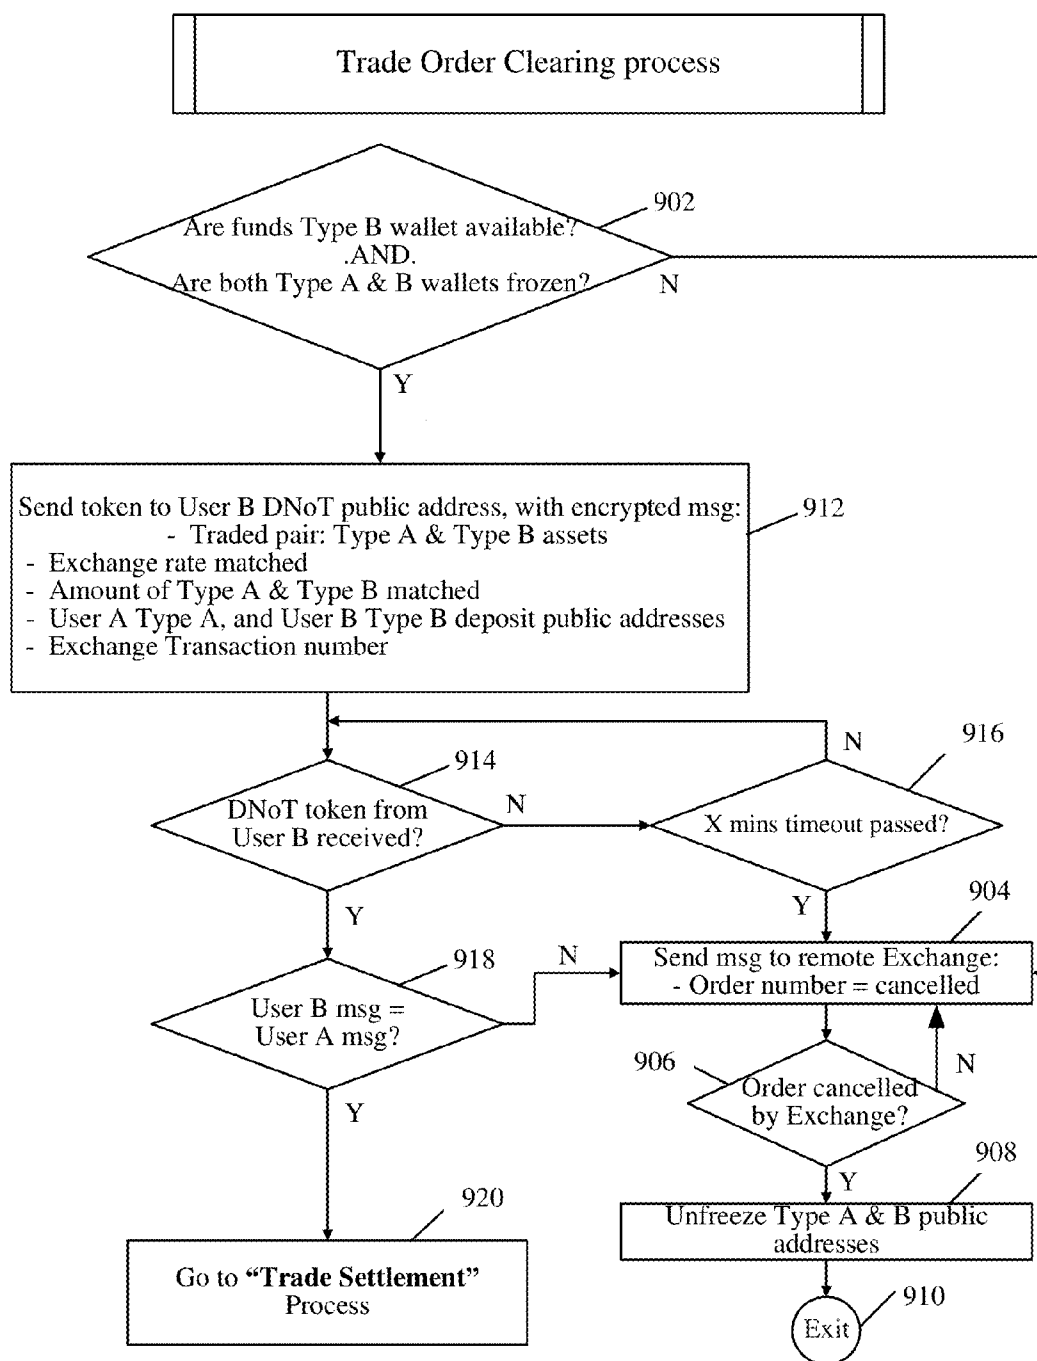 Trade Order Clearing process
902
Are funds Type B wallet available?
.AND.
Are both Type A & B wallets frozen?
N
Y
Send token to User B DNoT public address, with encrypted msg:
- Traded pair: Type A & Type B assets
- Exchange rate matched
- Amount of Type A & Type B matched
- User A Type A, and User B Type B deposit public addresses
- Exchange Transaction number
912
N
916
914
DNoT token from
User B received?
N
X mins timeout passed?
Y
Y
904
918
N
Send msg to remote Exchange:
- Order number = cancelled
User B msg =
User A msg?
906
N
Order cancelled
by Exchange?
Y
Y
908
920
Unfreeze Type A & B public
addresses
Go to “Trade Settlement”
Process
910
Exit